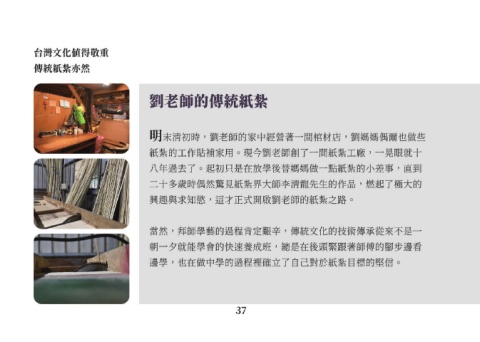 台灣文化值得敬重
傳統紙紮亦然
劉老師的傳統紙紮
明末清初時，劉老師的家中經營著一間棺材店，劉媽媽偶爾也做些
紙紮的工作貼補家用。現今劉老師創了一間紙紮工廠，一晃眼就十
八年過去了。起初只是在放學後替媽媽做一點紙紮的小差事，直到
二十多歲時偶然驚見紙紮界大師李清龍先生的作品，燃起了極大的
興趣與求知慾，這才正式開啟劉老師的紙紮之路。
當然，拜師學藝的過程肯定艱辛，傳統文化的技術傳承從來不是一
朝一夕就能學會的快速養成班，總是在後頭緊跟著師傅的腳步邊看
邊學，也在做中學的過程裡確立了自己對於紙紮目標的堅信。
37